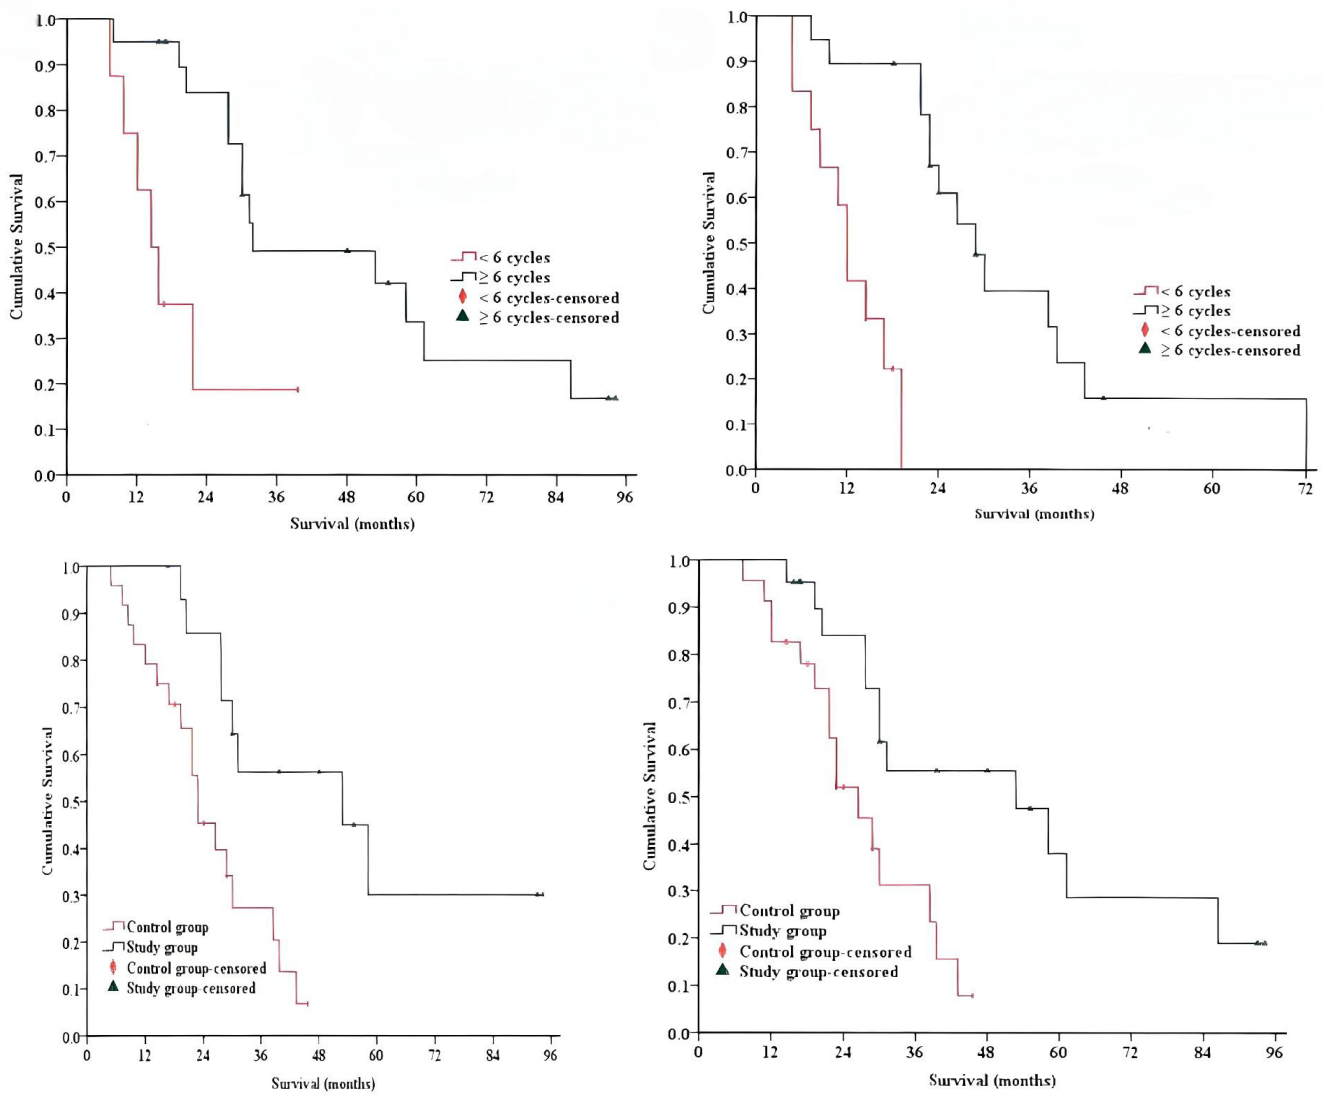 1.0
0.9
0.8
0.7
0.6
0.5
0.4
0.3
0.2
0.1
0.0
Cumulative Survival
0 12 24 36 48 60 72 84 96
Survival (months)
< 6 cycles
≥ 6 cycles
< 6 cycles-censored
≥ 6 cycles-censored
1.0
0.9
0.8
0.7
0.6
0.5
0.4
0.3
0.2
0.1
0.0
Cumulative Survival
0 12 24 36 48 60 72
Survival (months)
< 6 cycles
≥ 6 cycles
< 6 cycles-censored
≥ 6 cycles-censored
1.0
0.9
0.8
0.7
0.6
0.5
0.4
0.3
0.2
0.1
0.0
Cumulative Survival
0 12 24 36 48 60 72 84 96
Survival (months)
Control group
Study group
Control group-censored
Study group-censored
1.0
0.9
0.8
0.7
0.6
0.5
0.4
0.3
0.2
0.1
0.0
Cumulative Survival
0 12 24 36 48 60 72 84 96
Survival (months)
Control group
Study group
Control group-censored
Study group-censored